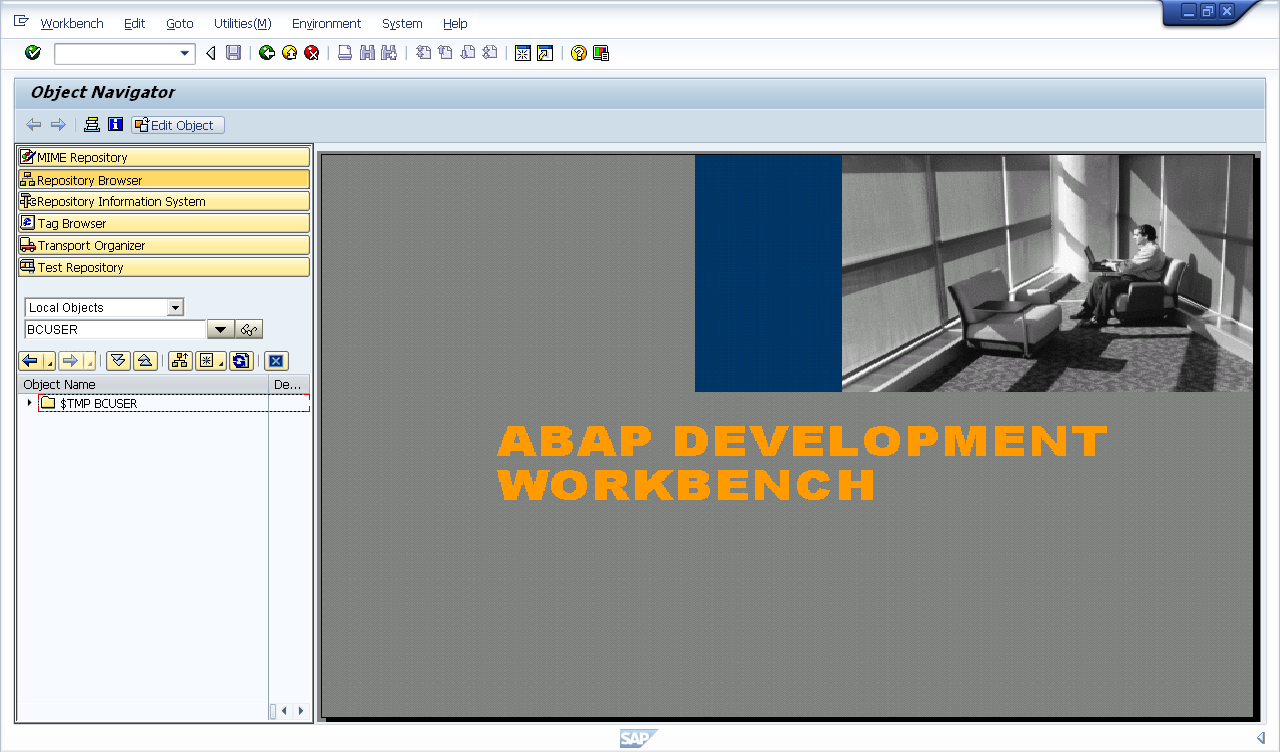 Workbench Edit Goto Utilities(M) Environment System Help
Object Navigator
Edit Object
MIME Repository
Repository Browser
Repository Information System
Tag Browser
Transport Organizer
Test Repository
Local Objects
BCUSER
Object Name De...
$TMP BCUSER
ABAP DEVELOPMENT
WORKBENCH
SAP